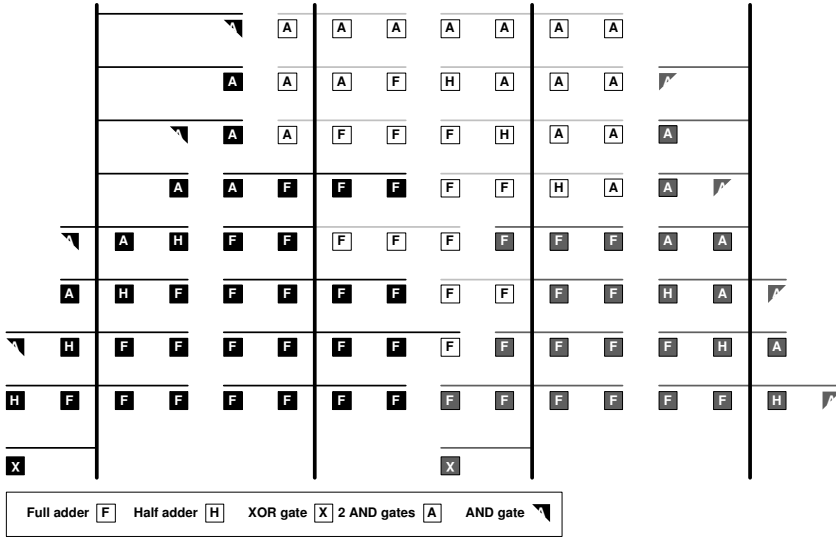 A A A A A A A A
A A A F H A A A A
A A A F F F H A A A
A A F F F F F H A A A
A A H F F F F F F F F A A
A H F F F F F F F F F H A A
A H F F F F F F F F F F F H A
H F F F F F F F F F F F F F H A
X X
Full adder F Half adder H XOR gate X 2 AND gates A AND gate A